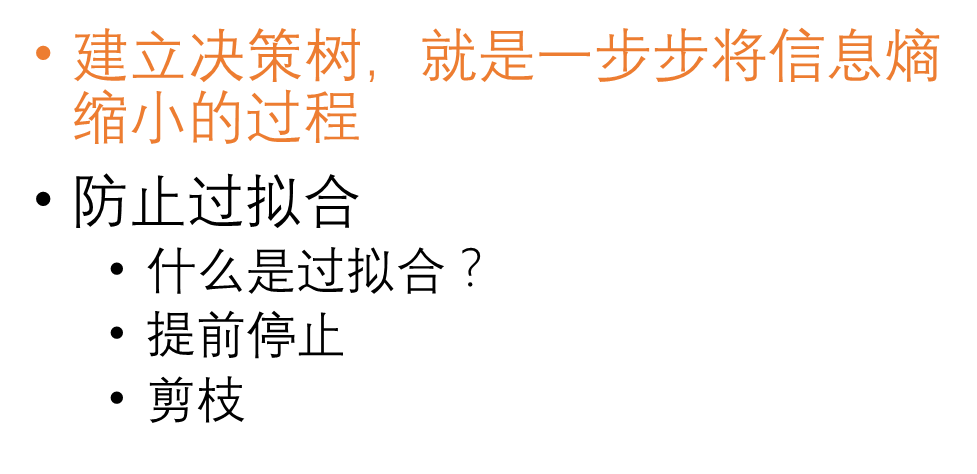 • 建立决策树，就是一步步将信息熵
缩小的过程
• 防止过拟合
• 什么是过拟合？
• 提前停止
• 剪枝